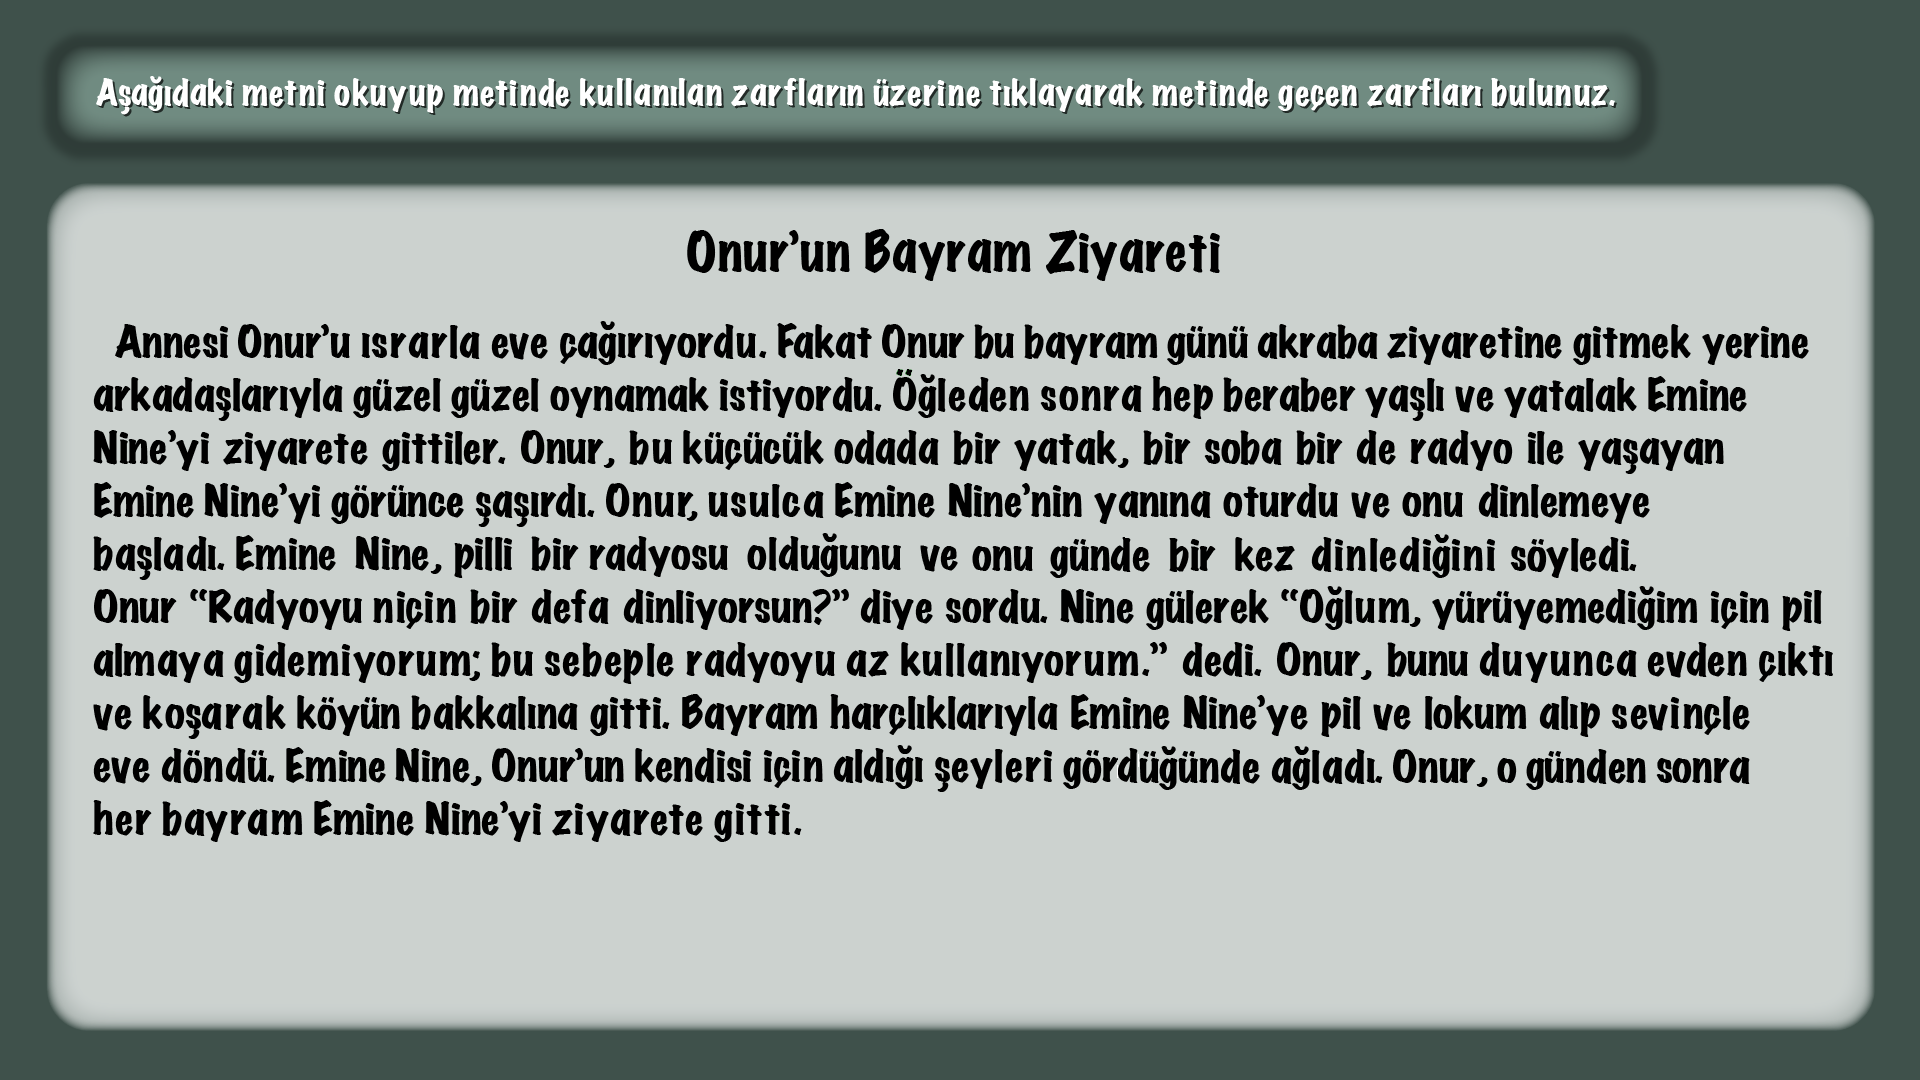 Aşağıdaki metni okuyup metinde kullanılan zarfların üzerine tıklayarak metinde geçen zarfları bulunuz.
Onur’un Bayram Ziyareti
Annesi Onur’u ısrarla eve çağırıyordu. Fakat Onur bu bayram günü akraba ziyaretine gitmek yerine
arkadaşlarıyla güzel güzel oynamak istiyordu. Öğleden sonra hep beraber yaşlı ve yatalak Emine
Nine’yi ziyarete gittiler. Onur, bu küçücük odada bir yatak, bir soba bir de radyo ile yaşayan
Emine Nine’yi görünce şaşırdı. Onur, usulca Emine Nine’nin yanına oturdu ve onu dinlemeye
başladı. Emine Nine, pilli bir radyosu olduğunu ve onu günde bir kez dinlediğini söyledi.
Onur “Radyoyu niçin bir defa dinliyorsun?” diye sordu. Nine gülerek “Oğlum, yürüyemediğim için pil
almaya gidemiyorum; bu sebeple radyoyu az kullanıyorum.” dedi. Onur, bunu duyunca evden çıktı
ve koşarak köyün bakkalına gitti. Bayram harçlıklarıyla Emine Nine’ye pil ve lokum alıp sevinçle
eve döndü. Emine Nine, Onur’un kendisi için aldığı şeyleri gördüğünde ağladı. Onur, o günden sonra
her bayram Emine Nine’yi ziyarete gitti.